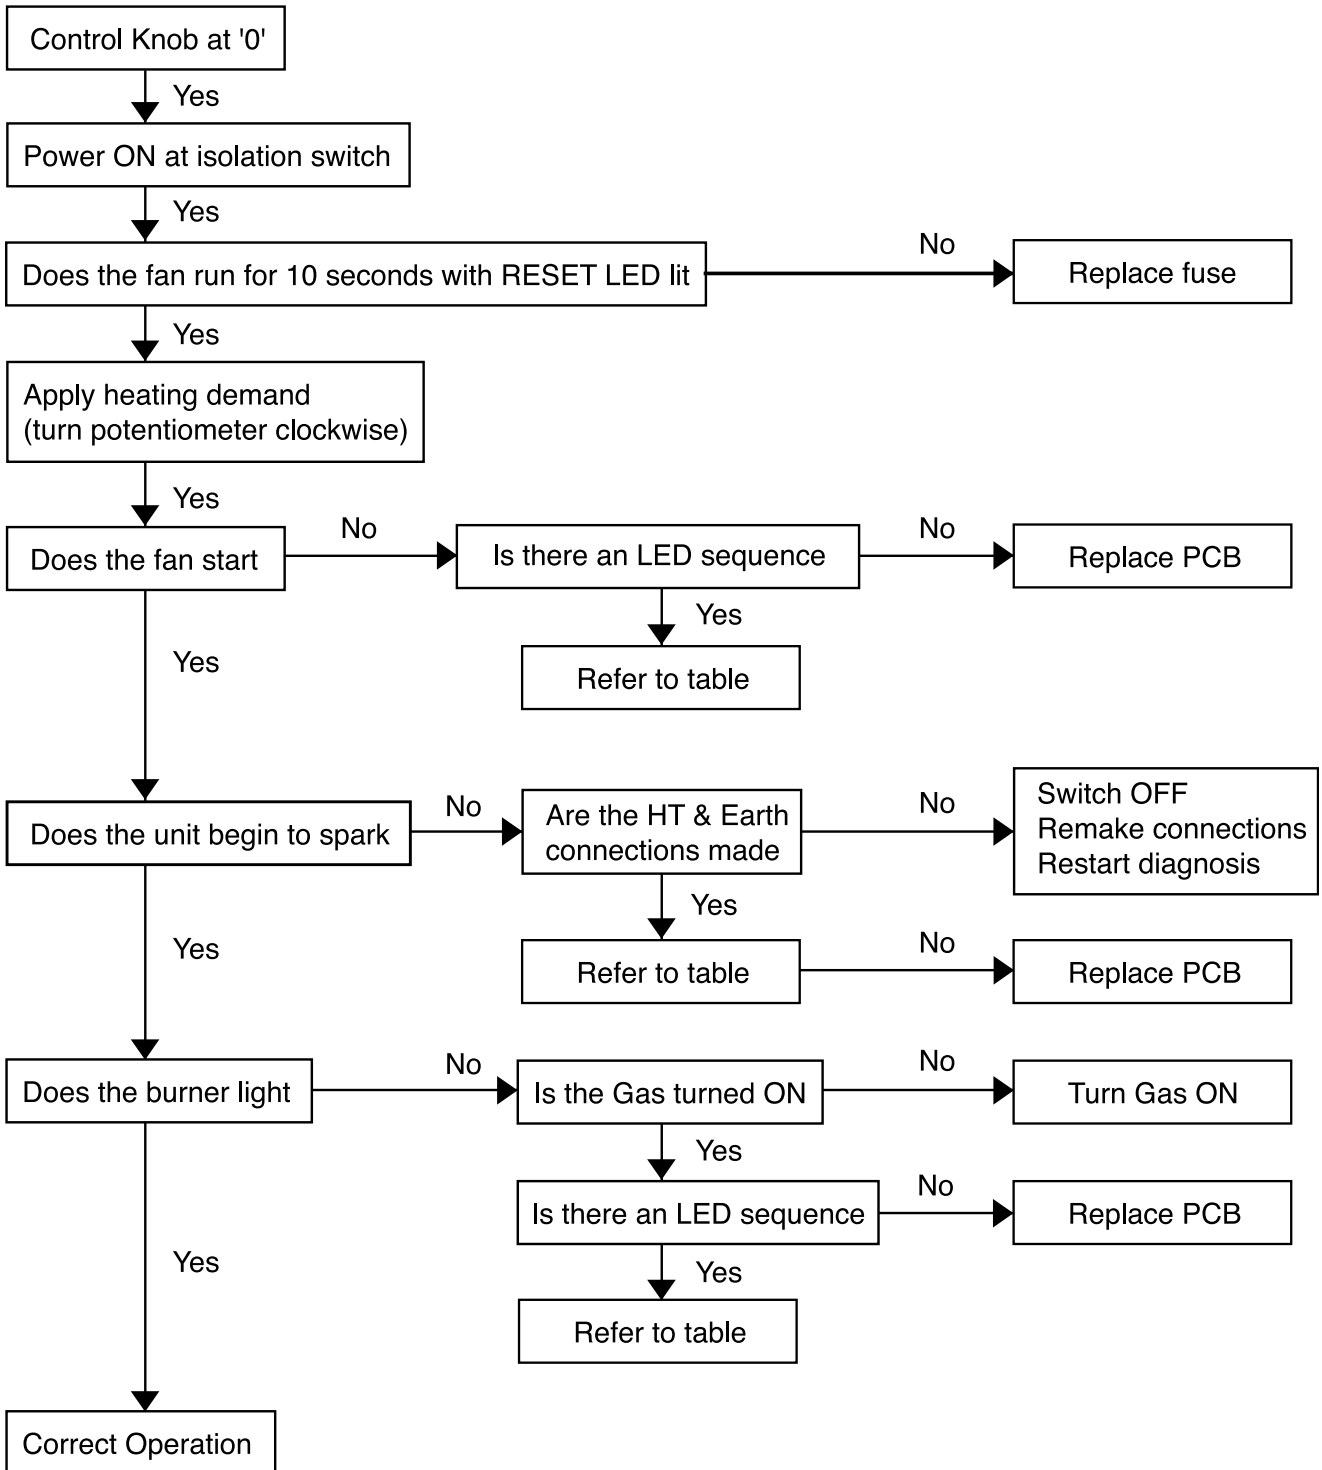 Control Knob at '0'
Yes
Power ON at isolation switch
Yes
Does the fan run for 10 seconds with RESET LED lit
No
Replace fuse
Yes
Apply heating demand
(turn potentiometer clockwise)
Yes
Does the fan start
No
Is there an LED sequence
No
Replace PCB
Yes
Refer to table
Yes
Does the unit begin to spark
No
Are the HT & Earth
connections made
No
Switch OFF
Remake connections
Restart diagnosis
Yes
Refer to table
No
Replace PCB
Yes
Does the burner light
No
Is the Gas turned ON
No
Turn Gas ON
Yes
Is there an LED sequence
No
Replace PCB
Yes
Refer to table
Yes
Correct Operation